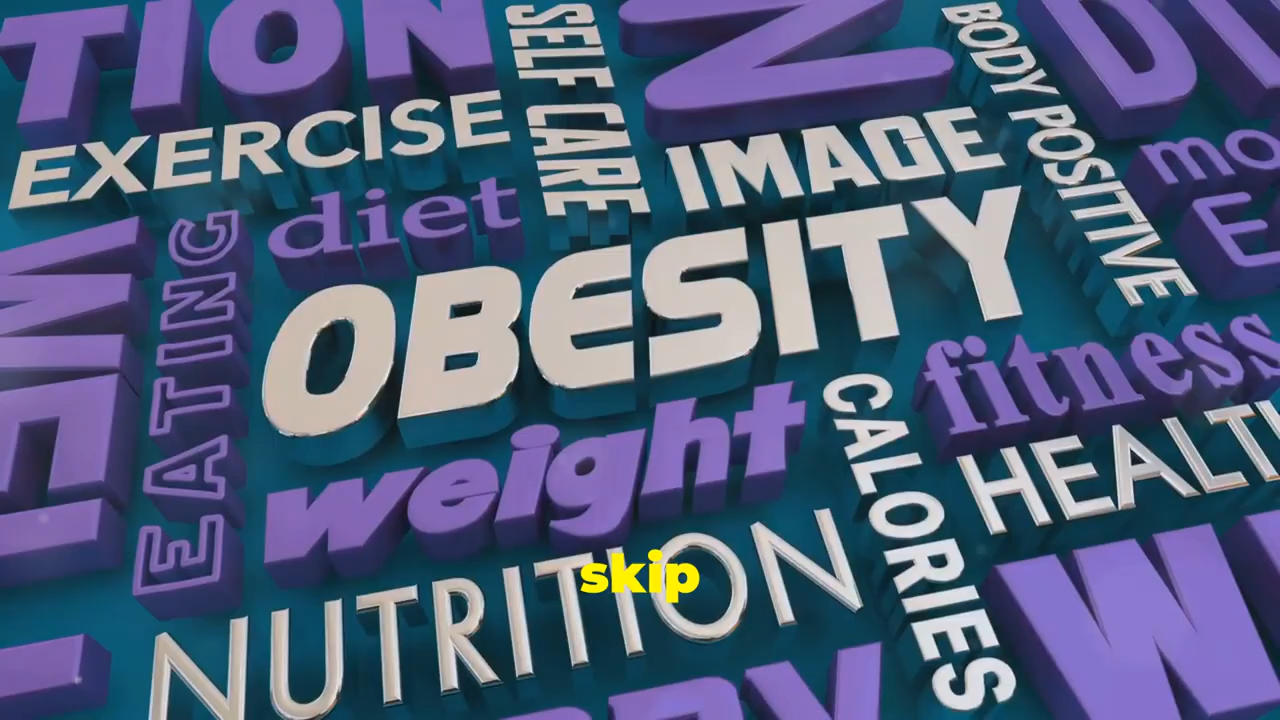 TION
EXERCISE
SELF CARE
BODY POSITIVE
IMAGE
diet
EATING
OBESITY
fitness
weight
CALORIES
HEALT
NUTRITION
skip